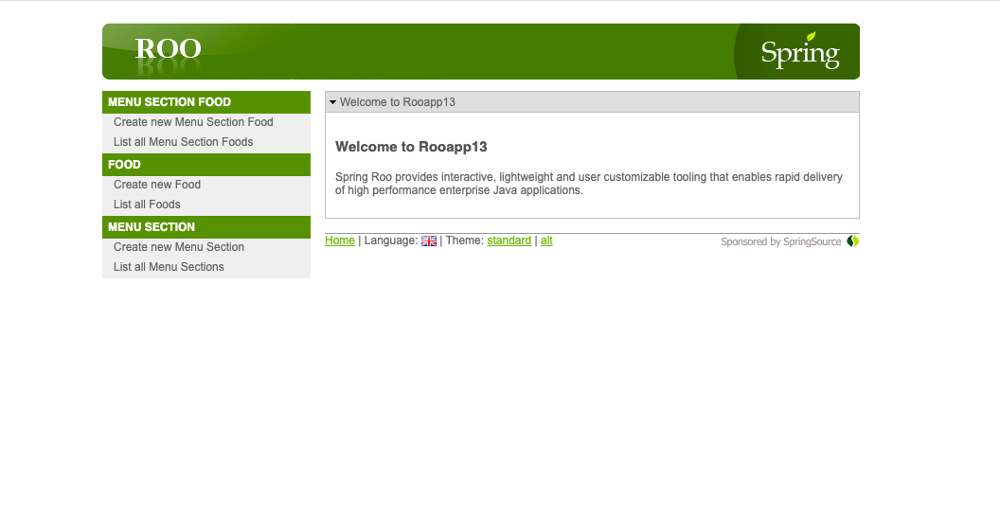 ROO
Spring
MENU SECTION FOOD
Create new Menu Section Food
List all Menu Section Foods
FOOD
Create new Food
List all Foods
MENU SECTION
Create new Menu Section
List all Menu Sections
Welcome to Rooapp13
Welcome to Rooapp13
Spring Roo provides interactive, lightweight and user customizable tooling that enables rapid delivery
of high performance enterprise Java applications.
Home | Language: | Theme: standard | alt
Sponsored by SpringSource